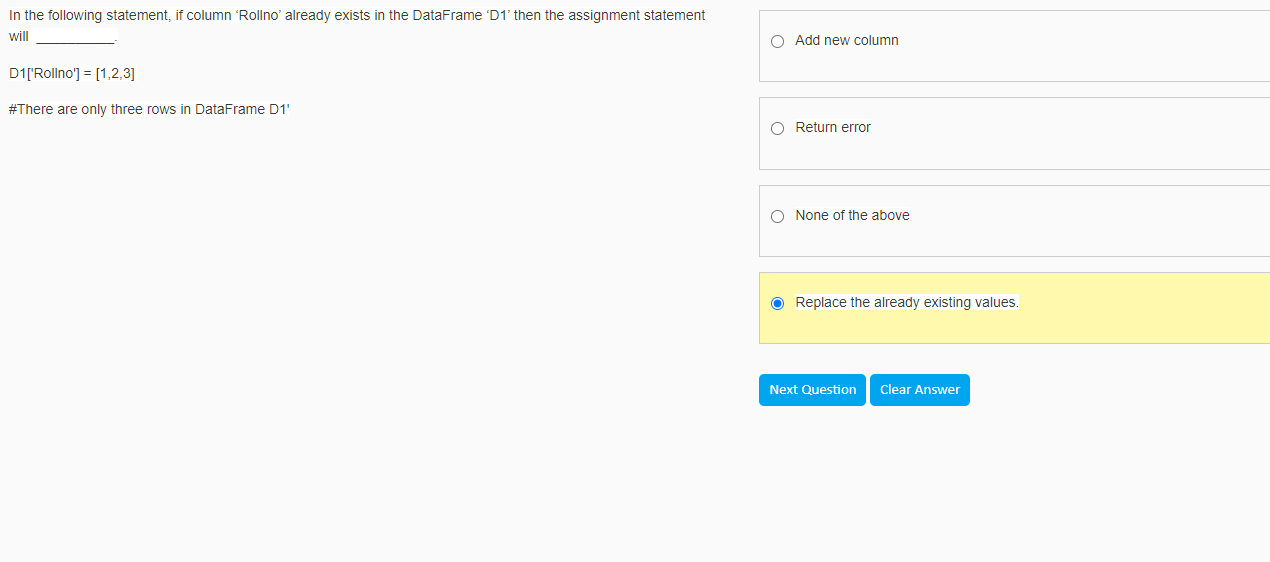 In the following statement, if column ‘Rollno’ already exists in the DataFrame ‘D1’ then the assignment statement
will __________.
D1['Rollno'] = [1,2,3]
#There are only three rows in DataFrame D1'
Add new column
Return error
None of the above
Replace the already existing values.
Next Question Clear Answer